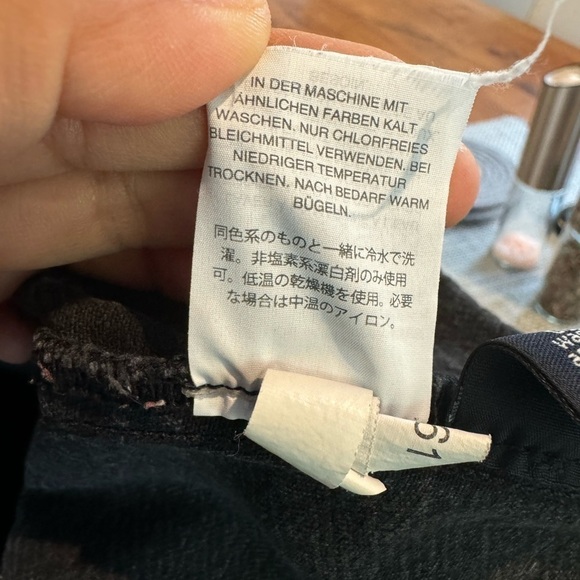 IN DER MASCHINE MIT
ÄHNLICHEN FARBEN KALT
WASCHEN. NUR CHLORFREIES
BLEICHMITTEL VERWENDEN. BEI
NIEDRIGER TEMPERATUR
TROCKNEN. NACH BEDARF WARM
BÜGELN.
同色系のものと一緒に冷水で洗
濯。非塩素系漂白剤のみ使用
可。低温の乾燥機を使用。必要
な場合は中温のアイロン。
61